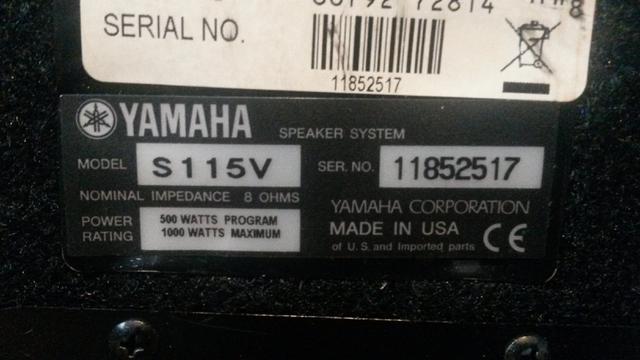 SERIAL NO.
11852517
YAMAHA SPEAKER SYSTEM
MODEL S115V SER. NO. 11852517
NOMINAL IMPEDANCE 8 OHMS
POWER RATING 500 WATTS PROGRAM
1000 WATTS MAXIMUM
YAMAHA CORPORATION
MADE IN USA
of U.S. and Imported parts CE